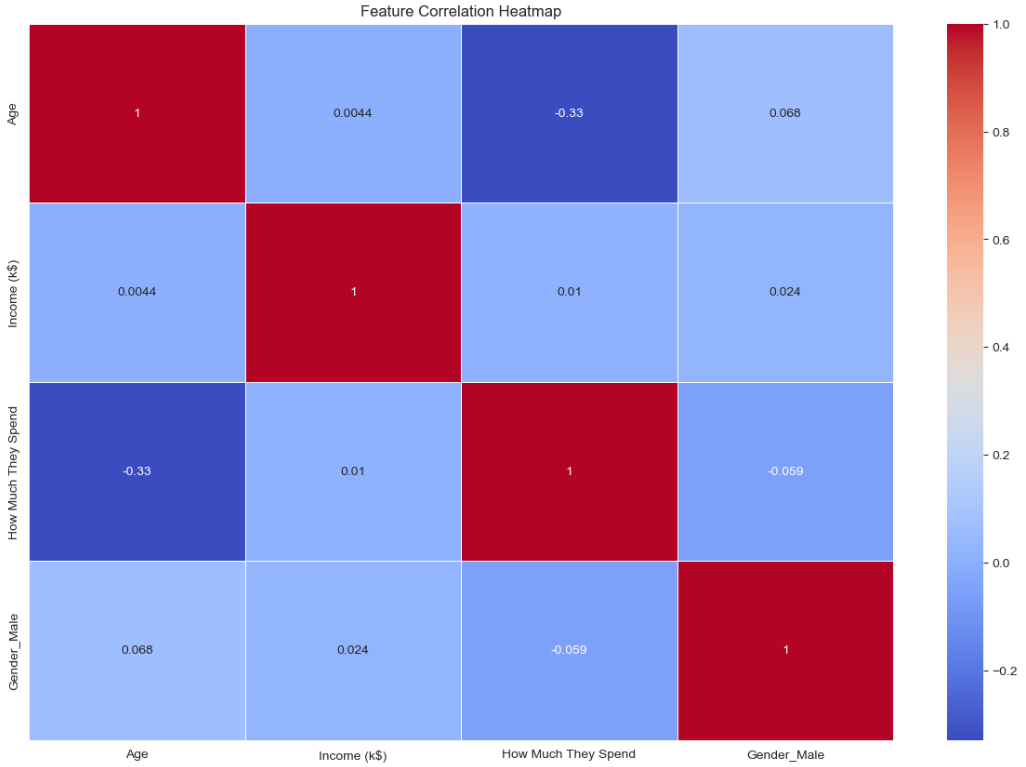 Feature Correlation Heatmap
Age
1
0.0044
-0.33
0.068
Income (k$)
0.0044
1
0.01
0.024
How Much They Spend
-0.33
0.01
1
-0.059
Gender_Male
0.068
0.024
-0.059
1
Age
Income (k$)
How Much They Spend
Gender_Male
1.0
0.8
0.6
0.4
0.2
0.0
−0.2